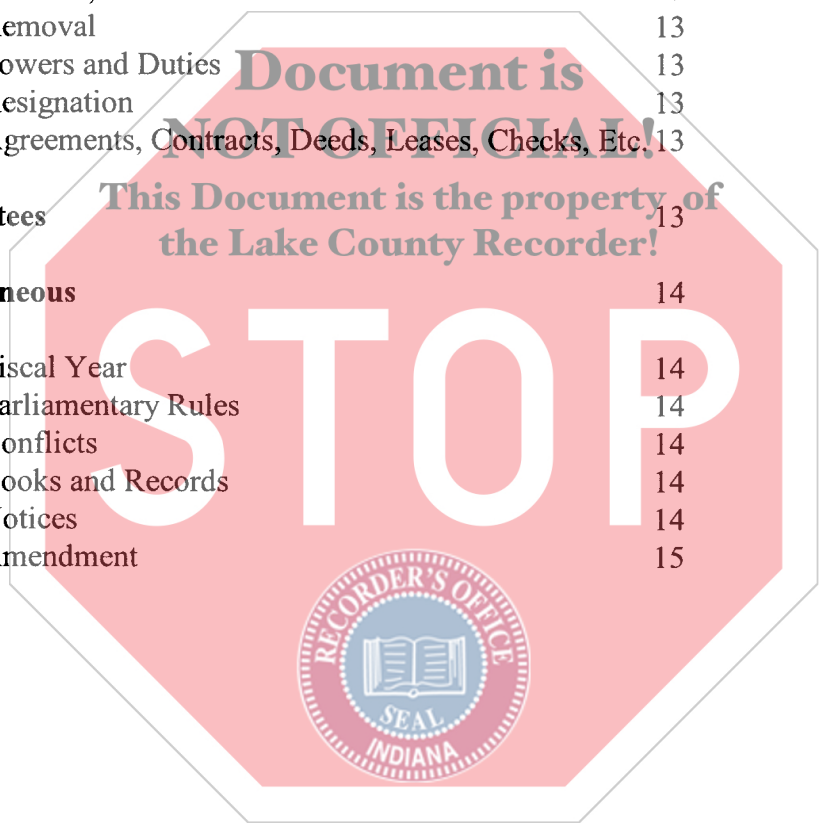 emoval 13
owers and Duties 13
Document is
esignation 13
greements, Contracts, Deeds, Leases, Checks, Etc. 13
NOT OFFICIAL!
This Document is the property of
tees 13
the Lake County Recorder!
neous 14
iscal Year 14
arliamentary Rules 14
onflicts 14
ooks and Records 14
otices 14
mendment 15
STOP
RECORDER'S OFFICE
SEAL
INDIANA